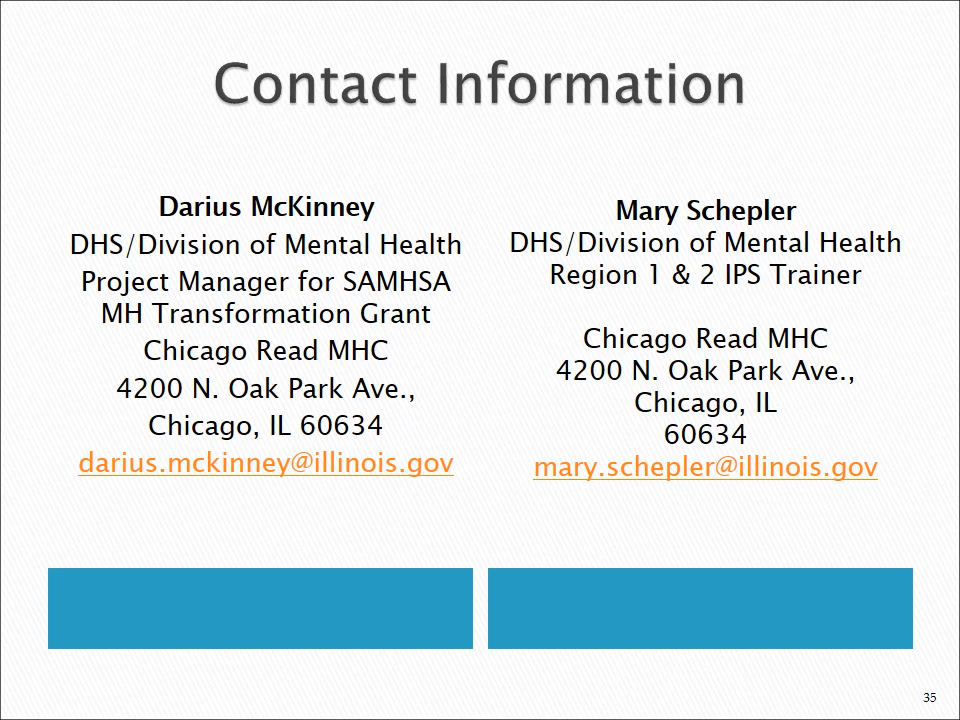 Contact Information
Darius McKinney
DHS/Division of Mental Health
Project Manager for SAMHSA
MH Transformation Grant
Chicago Read MHC
4200 N. Oak Park Ave.,
Chicago, IL 60634
darius.mckinney@illinois.gov
Mary Schepler
DHS/Division of Mental Health
Region 1 & 2 IPS Trainer
Chicago Read MHC
4200 N. Oak Park Ave.,
Chicago, IL
60634
mary.schepler@illinois.gov
35